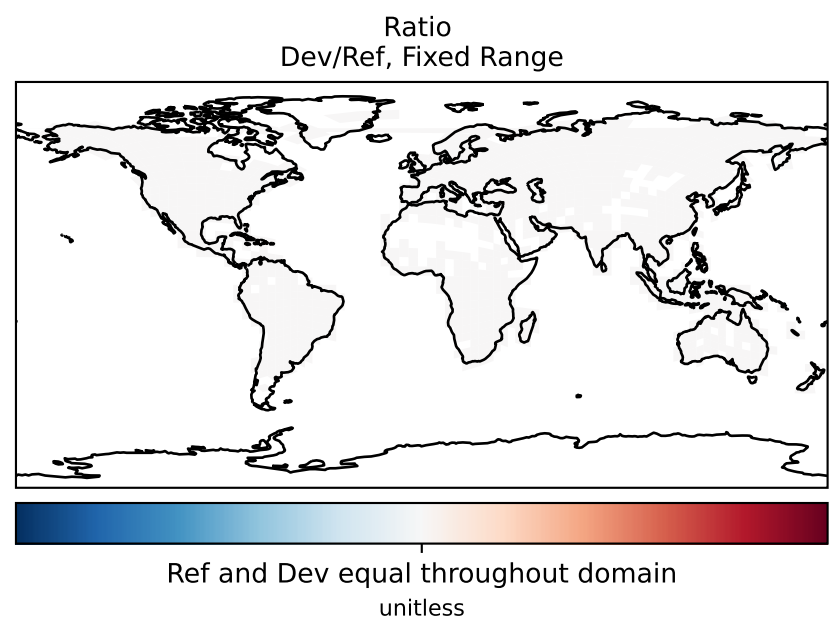 Ratio
Dev/Ref, Fixed Range
Ref and Dev equal throughout domain
unitless